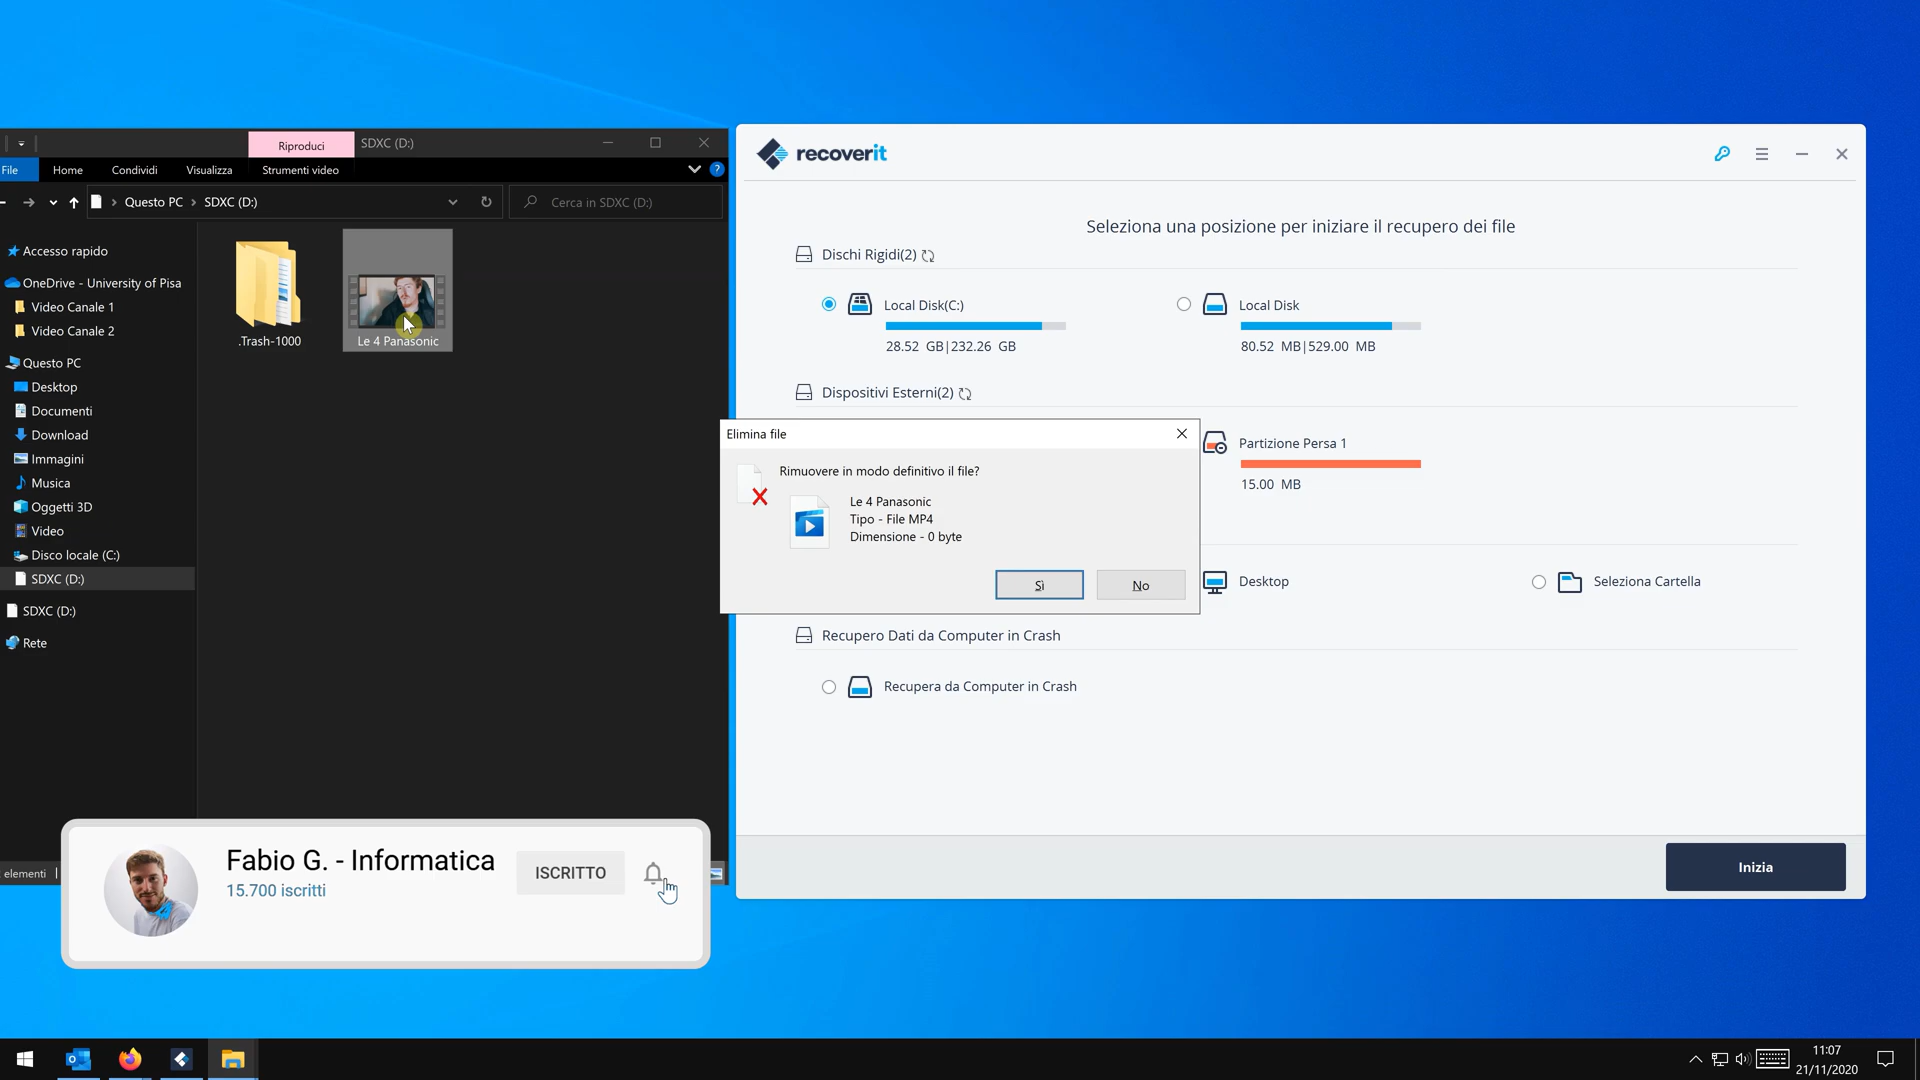 Riproduci
SDXC (D:)
File
Home
Condividi
Visualizza
Strumenti video
Questo PC
SDXC (D:)
Cerca in SDXC (D:)
Accesso rapido
OneDrive - University of Pisa
Video Canale 1
Video Canale 2
Questo PC
Desktop
Documenti
Download
Immagini
Musica
Oggetti 3D
Video
Disco locale (C:)
SDXC (D:)
SDXC (D:)
Rete
.Trash-1000
Le 4 Panasonic
elementi
recoverit
Seleziona una posizione per iniziare il recupero dei file
Dischi Rigidi(2)
Local Disk(C:)
28.52 GB|232.26 GB
Local Disk
80.52 MB|529.00 MB
Dispositivi Esterni(2)
Partizione Persa 1
15.00 MB
Desktop
Seleziona Cartella
Recupero Dati da Computer in Crash
Recupera da Computer in Crash
Inizia
Elimina file
Rimuovere in modo definitivo il file?
Le 4 Panasonic
Tipo - File MP4
Dimensione - 0 byte
Sì
No
Fabio G. - Informatica
15.700 iscritti
ISCRITTO
11:07
21/11/2020